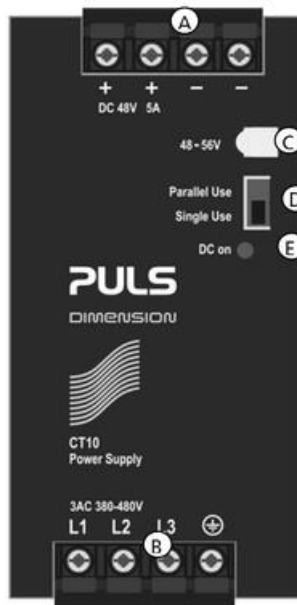 A
+ + − −
DC 48V 5A
48-56V
C
Parallel Use
D
Single Use
DC on
E
PULS
DIMENSION
CT10
Power Supply
3AC 380-480V
L1 L2 L3
B